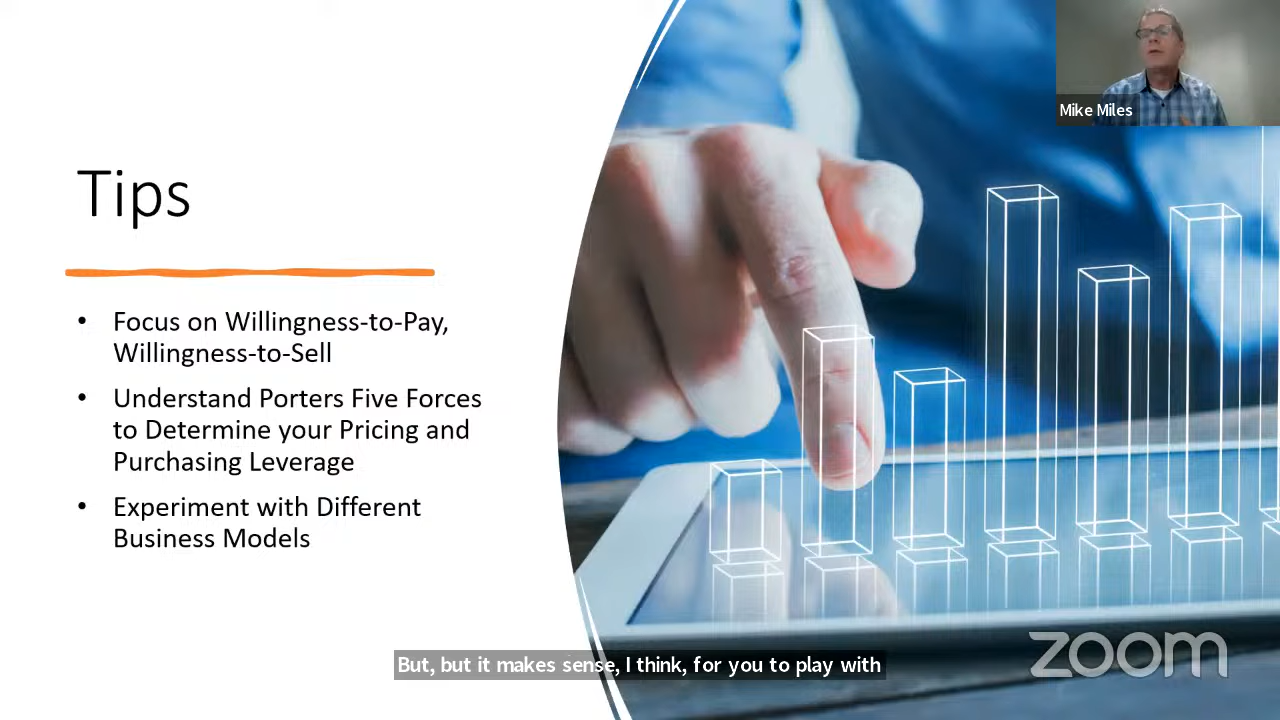 Mike Miles
Tips
• Focus on Willingness-to-Pay,
Willingness-to-Sell
• Understand Porters Five Forces
to Determine your Pricing and
Purchasing Leverage
• Experiment with Different
Business Models
zoom
But, but it makes sense, I think, for you to play with